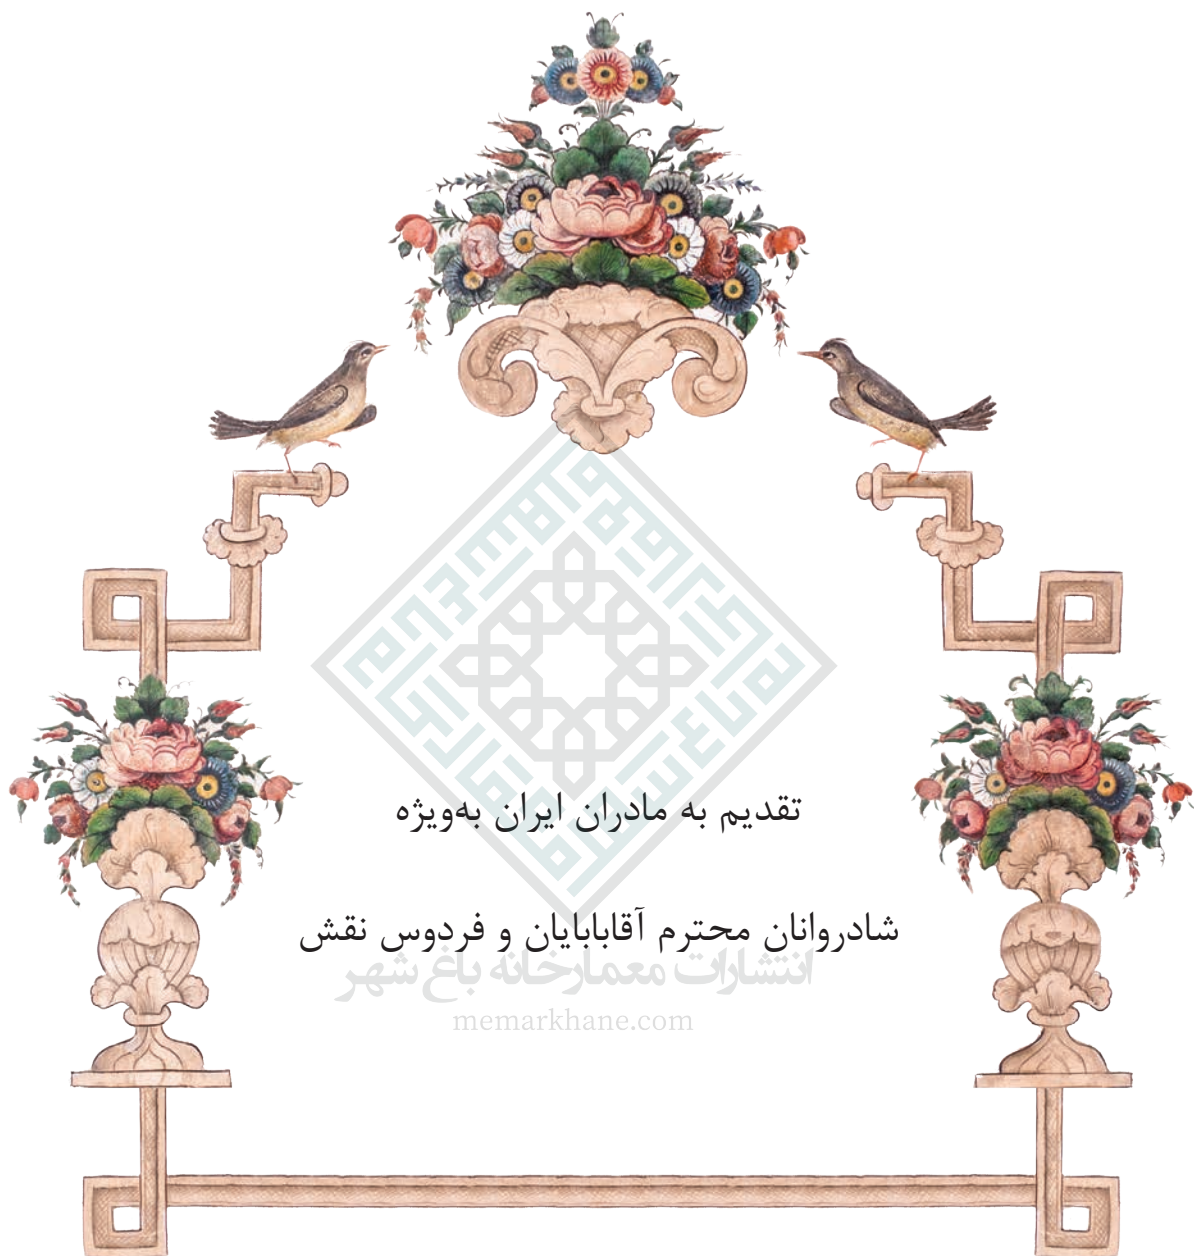 تقدیم به مادران ایران به‌ویژه
شادروانان محترم آقابابایان و فردوس نقش
انتشارات معمارخانه باغ شهر
memarkhane.com